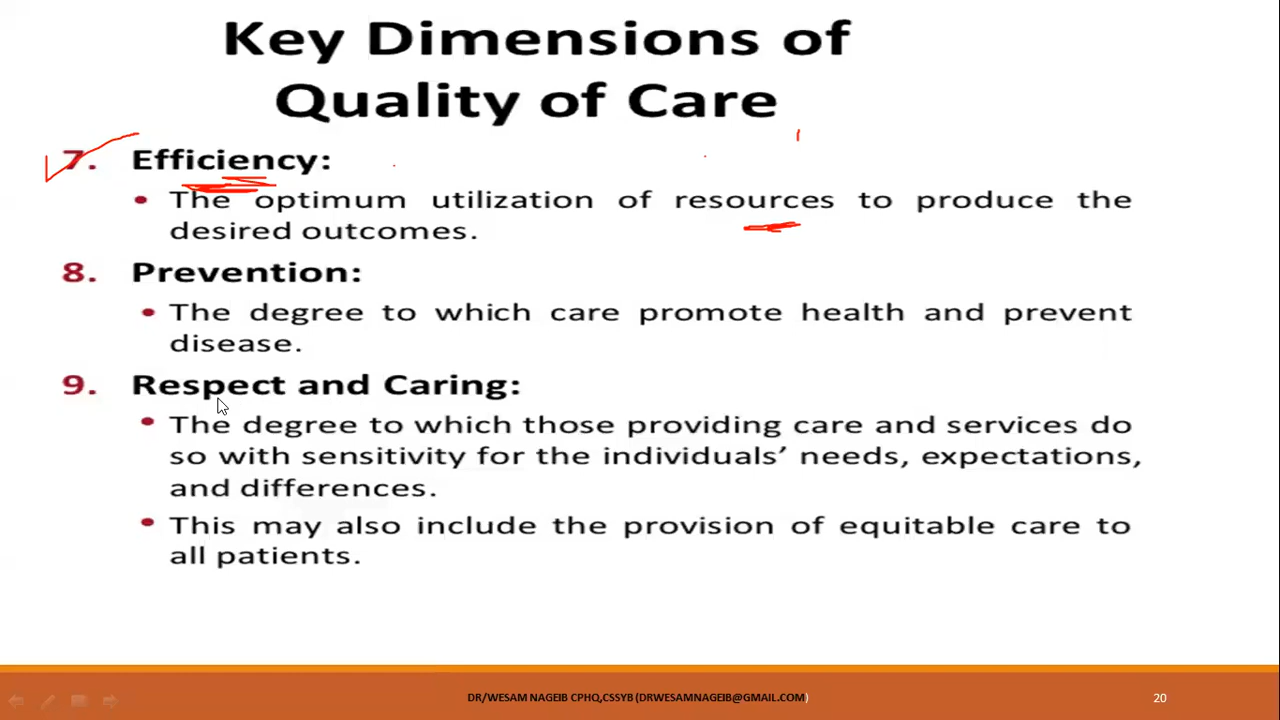 Key Dimensions of
Quality of Care
7. Efficiency:
• The optimum utilization of resources to produce the
desired outcomes.
8. Prevention:
• The degree to which care promote health and prevent
disease.
9. Respect and Caring:
• The degree to which those providing care and services do
so with sensitivity for the individuals’ needs, expectations,
and differences.
• This may also include the provision of equitable care to
all patients.
DR/WESAM NAGEIB CPHQ,CSSYB (DRWESAMNAGEIB@GMAIL.COM)
20